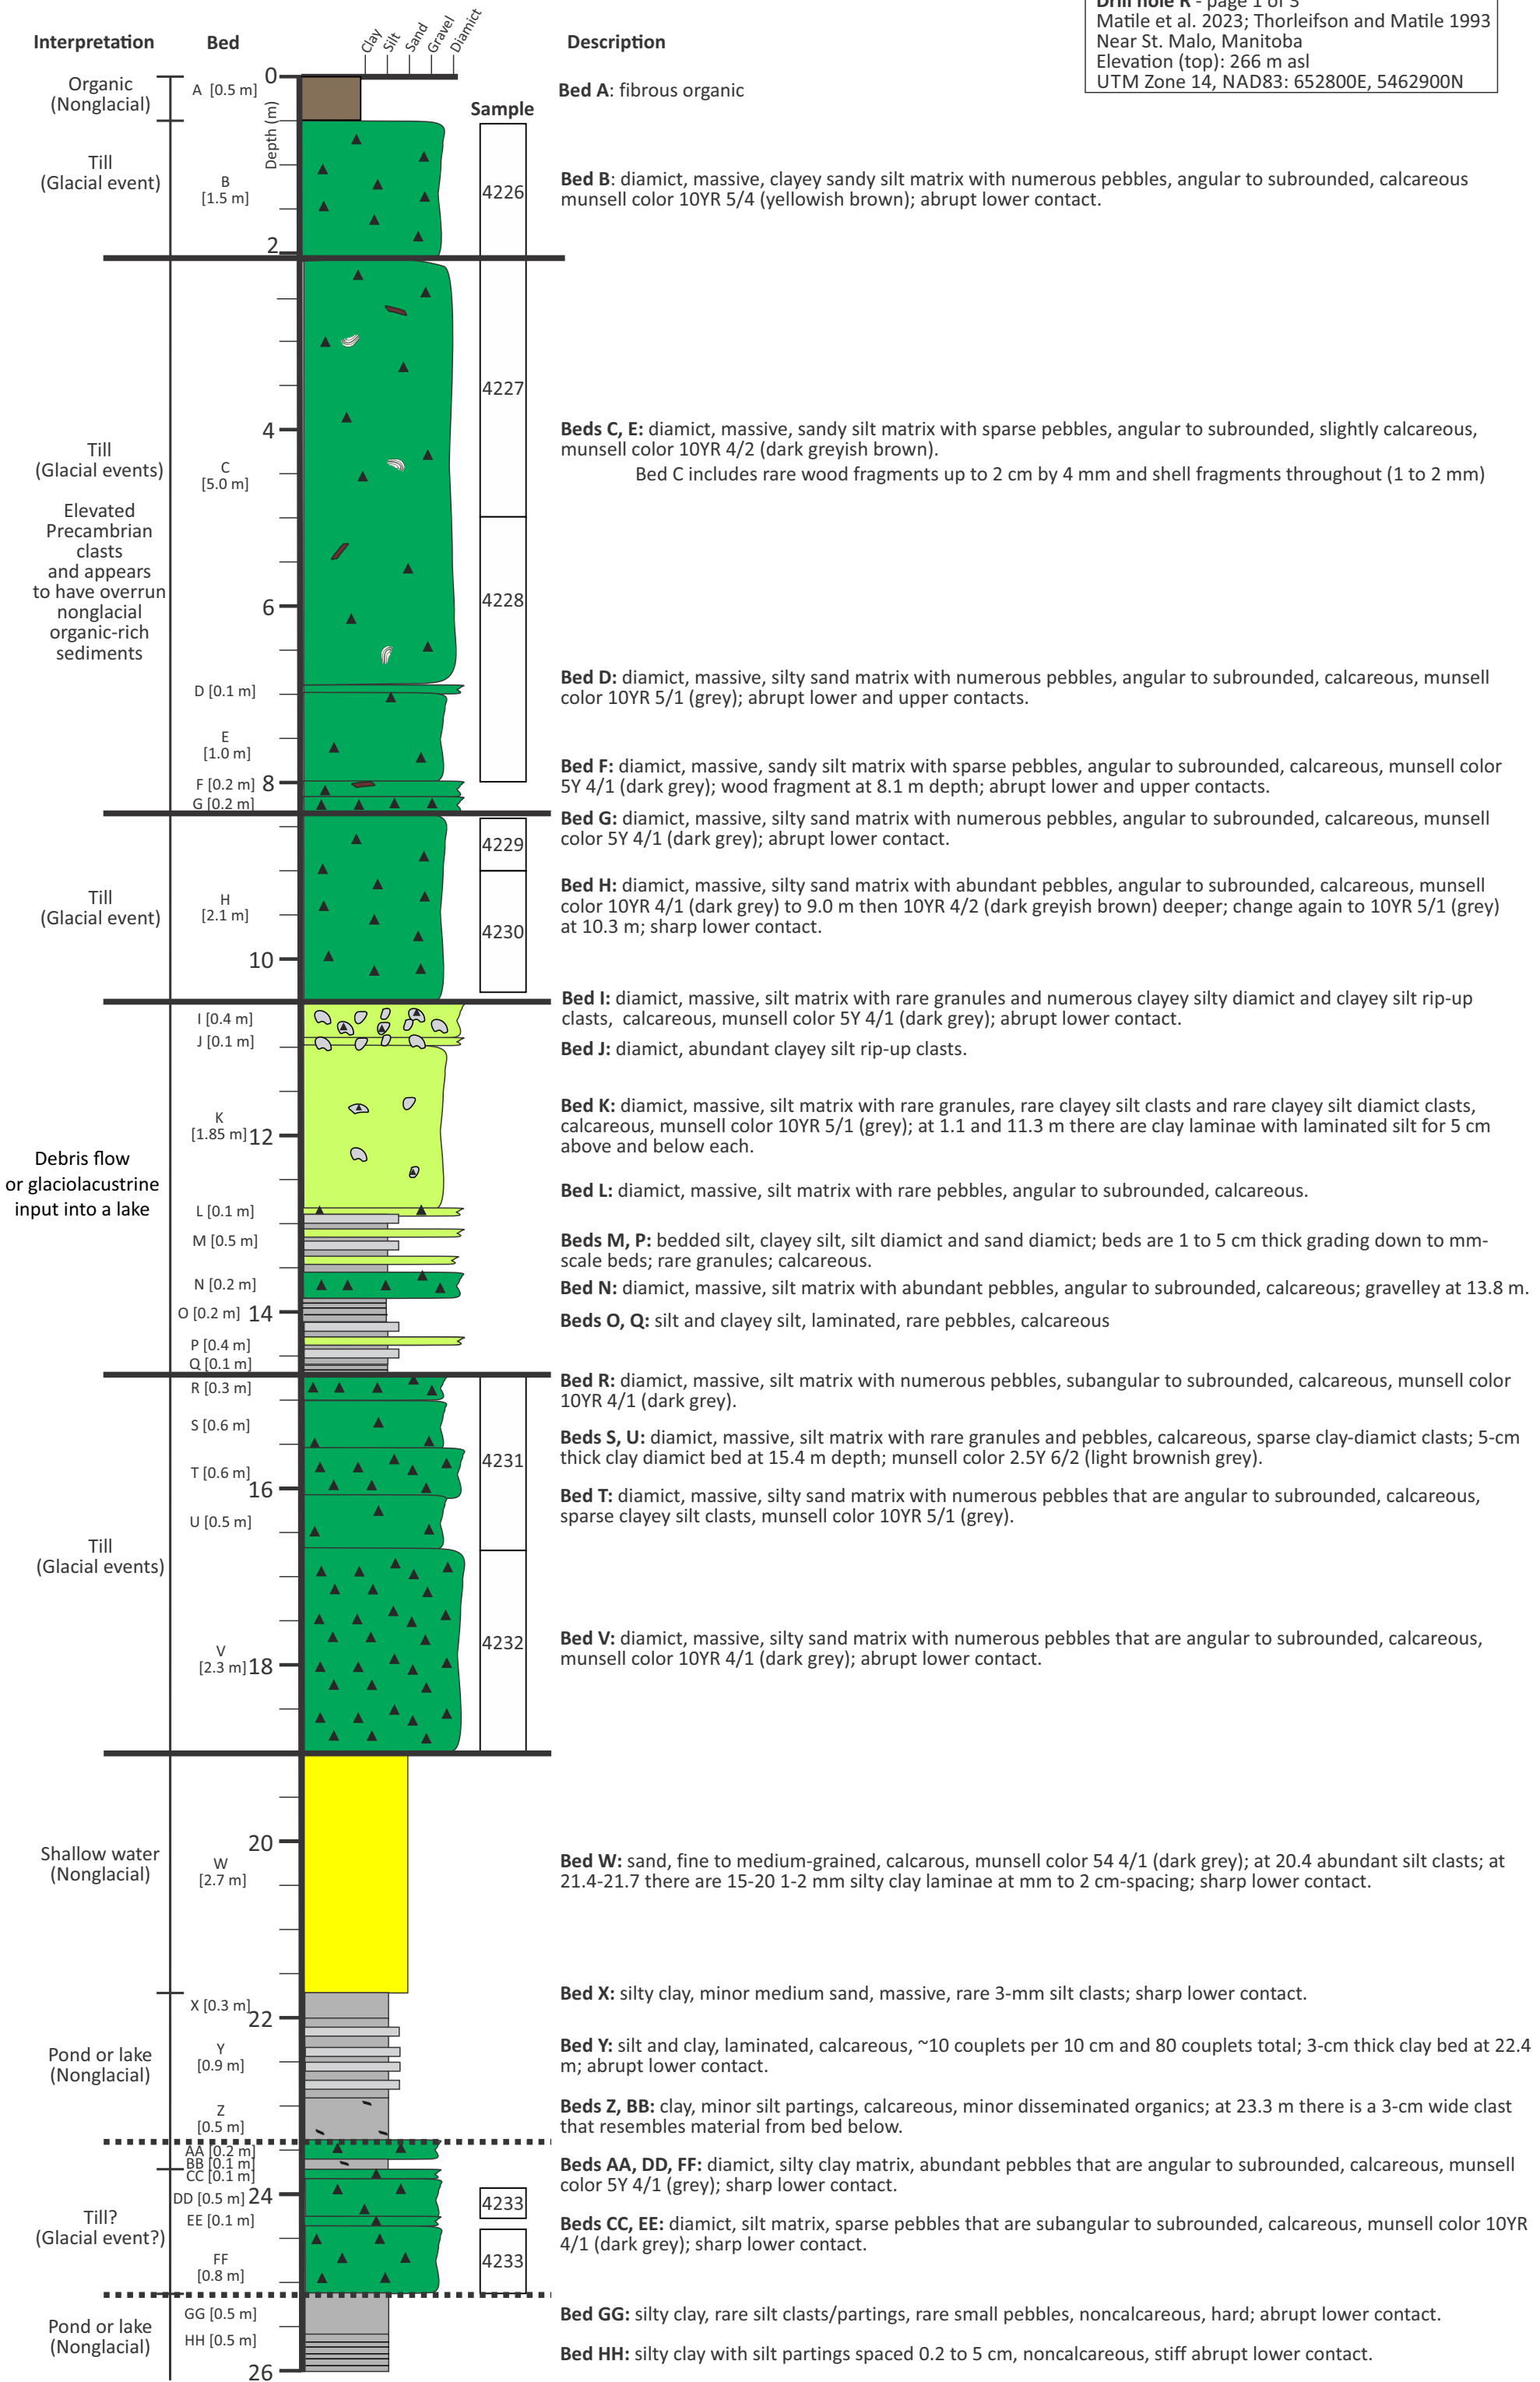 Drill hole R - page 1 of 3
Matile et al. 2023; Thorleifson and Matile 1993
Near St. Malo, Manitoba
Elevation (top): 266 m asl
UTM Zone 14, NAD83: 652800E, 5462900N
Interpretation
Bed
Clay
Silt
Sand
Gravel
Diamict
Description
Sample
Depth (m)
0
2
4
6
8
10
12
14
16
18
20
22
24
26
Organic
(Nonglacial)
A [0.5 m]
Bed A: fibrous organic
Till
(Glacial event)
B
[1.5 m]
4226
Bed B: diamict, massive, clayey sandy silt matrix with numerous pebbles, angular to subrounded, calcareous
munsell color 10YR 5/4 (yellowish brown); abrupt lower contact.
Till
(Glacial events)
Elevated
Precambrian
clasts
and appears
to have overrun
nonglacial
organic-rich
sediments
C
[5.0 m]
4227
4228
Beds C, E: diamict, massive, sandy silt matrix with sparse pebbles, angular to subrounded, slightly calcareous,
munsell color 10YR 4/2 (dark greyish brown).
Bed C includes rare wood fragments up to 2 cm by 4 mm and shell fragments throughout (1 to 2 mm)
D [0.1 m]
Bed D: diamict, massive, silty sand matrix with numerous pebbles, angular to subrounded, calcareous, munsell
color 10YR 5/1 (grey); abrupt lower and upper contacts.
E
[1.0 m]
F [0.2 m]
Bed F: diamict, massive, sandy silt matrix with sparse pebbles, angular to subrounded, calcareous, munsell color
5Y 4/1 (dark grey); wood fragment at 8.1 m depth; abrupt lower and upper contacts.
G [0.2 m]
Bed G: diamict, massive, silty sand matrix with numerous pebbles, angular to subrounded, calcareous, munsell
color 5Y 4/1 (dark grey); abrupt lower contact.
Till
(Glacial event)
H
[2.1 m]
4229
4230
Bed H: diamict, massive, silty sand matrix with abundant pebbles, angular to subrounded, calcareous, munsell
color 10YR 4/1 (dark grey) to 9.0 m then 10YR 4/2 (dark greyish brown) deeper; change again to 10YR 5/1 (grey)
at 10.3 m; sharp lower contact.
Debris flow
or glaciolacustrine
input into a lake
I [0.4 m]
Bed I: diamict, massive, silt matrix with rare granules and numerous clayey silty diamict and clayey silt rip-up
clasts, calcareous, munsell color 5Y 4/1 (dark grey); abrupt lower contact.
J [0.1 m]
Bed J: diamict, abundant clayey silt rip-up clasts.
K
[1.85 m]
Bed K: diamict, massive, silt matrix with rare granules, rare clayey silt clasts and rare clayey silt diamict clasts,
calcareous, munsell color 10YR 5/1 (grey); at 1.1 and 11.3 m there are clay laminae with laminated silt for 5 cm
above and below each.
L [0.1 m]
Bed L: diamict, massive, silt matrix with rare pebbles, angular to subrounded, calcareous.
M [0.5 m]
Beds M, P: bedded silt, clayey silt, silt diamict and sand diamict; beds are 1 to 5 cm thick grading down to mm-
scale beds; rare granules; calcareous.
N [0.2 m]
Bed N: diamict, massive, silt matrix with abundant pebbles, angular to subrounded, calcareous; gravelley at 13.8 m.
O [0.2 m]
Beds O, Q: silt and clayey silt, laminated, rare pebbles, calcareous
P [0.4 m]
Q [0.1 m]
Till
(Glacial events)
R [0.3 m]
Bed R: diamict, massive, silt matrix with numerous pebbles, subangular to subrounded, calcareous, munsell color
10YR 4/1 (dark grey).
S [0.6 m]
Beds S, U: diamict, massive, silt matrix with rare granules and pebbles, calcareous, sparse clay-diamict clasts; 5-cm
thick clay diamict bed at 15.4 m depth; munsell color 2.5Y 6/2 (light brownish grey).
4231
T [0.6 m]
Bed T: diamict, massive, silty sand matrix with numerous pebbles that are angular to subrounded, calcareous,
sparse clayey silt clasts, munsell color 10YR 5/1 (grey).
U [0.5 m]
V
[2.3 m]
4232
Bed V: diamict, massive, silty sand matrix with numerous pebbles that are angular to subrounded, calcareous,
munsell color 10YR 4/1 (dark grey); abrupt lower contact.
Shallow water
(Nonglacial)
W
[2.7 m]
Bed W: sand, fine to medium-grained, calcarous, munsell color 54 4/1 (dark grey); at 20.4 abundant silt clasts; at
21.4-21.7 there are 15-20 1-2 mm silty clay laminae at mm to 2 cm-spacing; sharp lower contact.
Pond or lake
(Nonglacial)
X [0.3 m]
Bed X: silty clay, minor medium sand, massive, rare 3-mm silt clasts; sharp lower contact.
Y
[0.9 m]
Bed Y: silt and clay, laminated, calcareous, ~10 couplets per 10 cm and 80 couplets total; 3-cm thick clay bed at 22.4
m; abrupt lower contact.
Z
[0.5 m]
Beds Z, BB: clay, minor silt partings, calcareous, minor disseminated organics; at 23.3 m there is a 3-cm wide clast
that resembles material from bed below.
AA [0.2 m]
BB [0.1 m]
CC [0.1 m]
Beds AA, DD, FF: diamict, silty clay matrix, abundant pebbles that are angular to subrounded, calcareous, munsell
color 5Y 4/1 (grey); sharp lower contact.
Till?
(Glacial event?)
DD [0.5 m]
4233
EE [0.1 m]
Beds CC, EE: diamict, silt matrix, sparse pebbles that are subangular to subrounded, calcareous, munsell color 10YR
4/1 (dark grey); sharp lower contact.
FF
[0.8 m]
4233
Pond or lake
(Nonglacial)
GG [0.5 m]
Bed GG: silty clay, rare silt clasts/partings, rare small pebbles, noncalcareous, hard; abrupt lower contact.
HH [0.5 m]
Bed HH: silty clay with silt partings spaced 0.2 to 5 cm, noncalcareous, stiff abrupt lower contact.